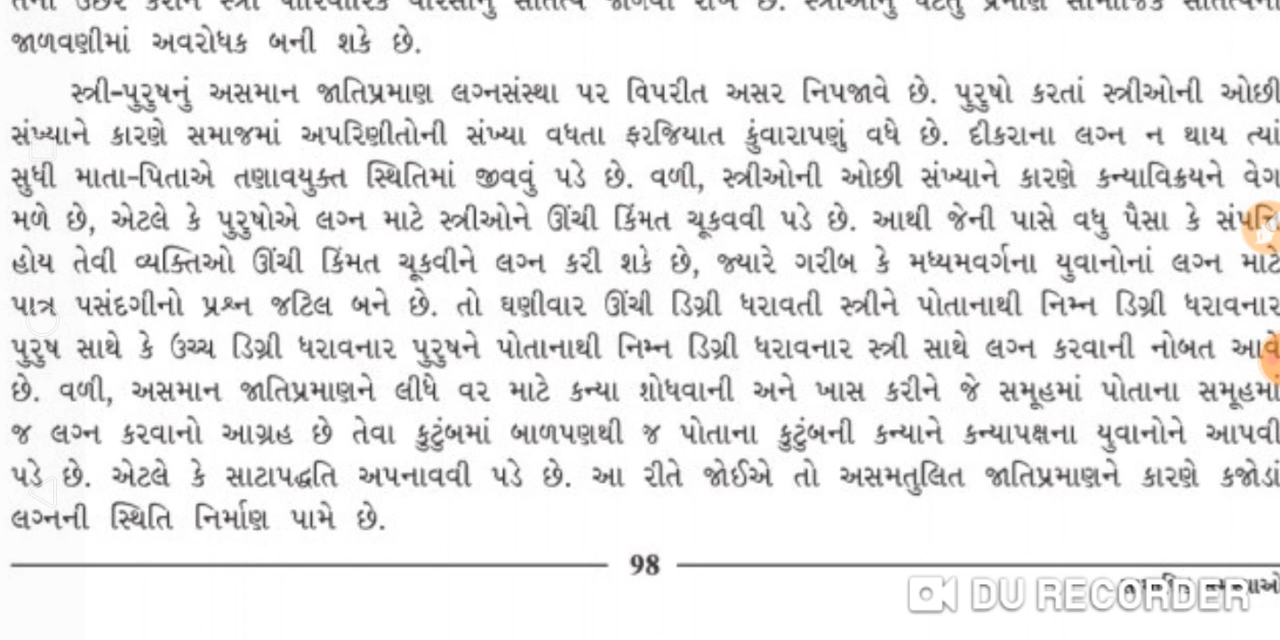 જાળવણીમાં અવરોધક બની શકે છે.
સ્ત્રી-પુરુષનું અસમાન જાતિપ્રમાણ લગ્નસંસ્થા પર વિપરીત અસર નિપજાવે છે. પુરુષો કરતાં સ્ત્રીઓની ઓછી
સંખ્યાને કારણે સમાજમાં અપરિણીતોની સંખ્યા વધતા ફરજિયાત કુંવારાપણું વધે છે. દીકરાના લગ્ન ન થાય ત્યાં
સુધી માતા-પિતાએ તણાવયુક્ત સ્થિતિમાં જીવવું પડે છે. વળી, સ્ત્રીઓની ઓછી સંખ્યાને કારણે કન્યાવિક્રયને વેગ
મળે છે, એટલે કે પુરુષોએ લગ્ન માટે સ્ત્રીઓને ઊંચી કિંમત ચૂકવવી પડે છે. આથી જેની પાસે વધુ પૈસા કે
હોય તેવી વ્યક્તિઓ ઊંચી કિંમત ચૂકવીને લગ્ન કરી શકે છે, જ્યારે ગરીબ કે મધ્યમવર્ગના યુવાનોનાં લગ્ન માટે
પાત્ર પસંદગીનો પ્રશ્ન જટિલ બને છે. તો ઘણીવાર ઊંચી ડિગ્રી ધરાવતી સ્ત્રીને પોતાનાથી નિમ્ન ડિગ્રી ધરાવનાર
પુરુષ સાથે કે ઉચ્ચ ડિગ્રી ધરાવનાર પુરુષને પોતાનાથી નિમ્ન ડિગ્રી ધરાવનાર સ્ત્રી સાથે લગ્ન કરવાની નોબત આવે
છે. વળી, અસમાન જાતિપ્રમાણને લીધે વર માટે કન્યા શોધવાની અને ખાસ કરીને જે સમૂહમાં પોતાના સમૂહમાં
જ લગ્ન કરવાનો આગ્રહ છે તેવા કુટુંબમાં બાળપણથી જ પોતાના કુટુંબની કન્યાને કન્યાપક્ષના યુવાનોને આપવી
પડે છે. એટલે કે સાટાપદ્ધતિ અપનાવવી પડે છે. આ રીતે જોઈએ તો અસમતુલિત જાતિપ્રમાણને કારણે કજોડાં
લગ્નની સ્થિતિ નિર્માણ પામે છે.
98
DU RECORDER